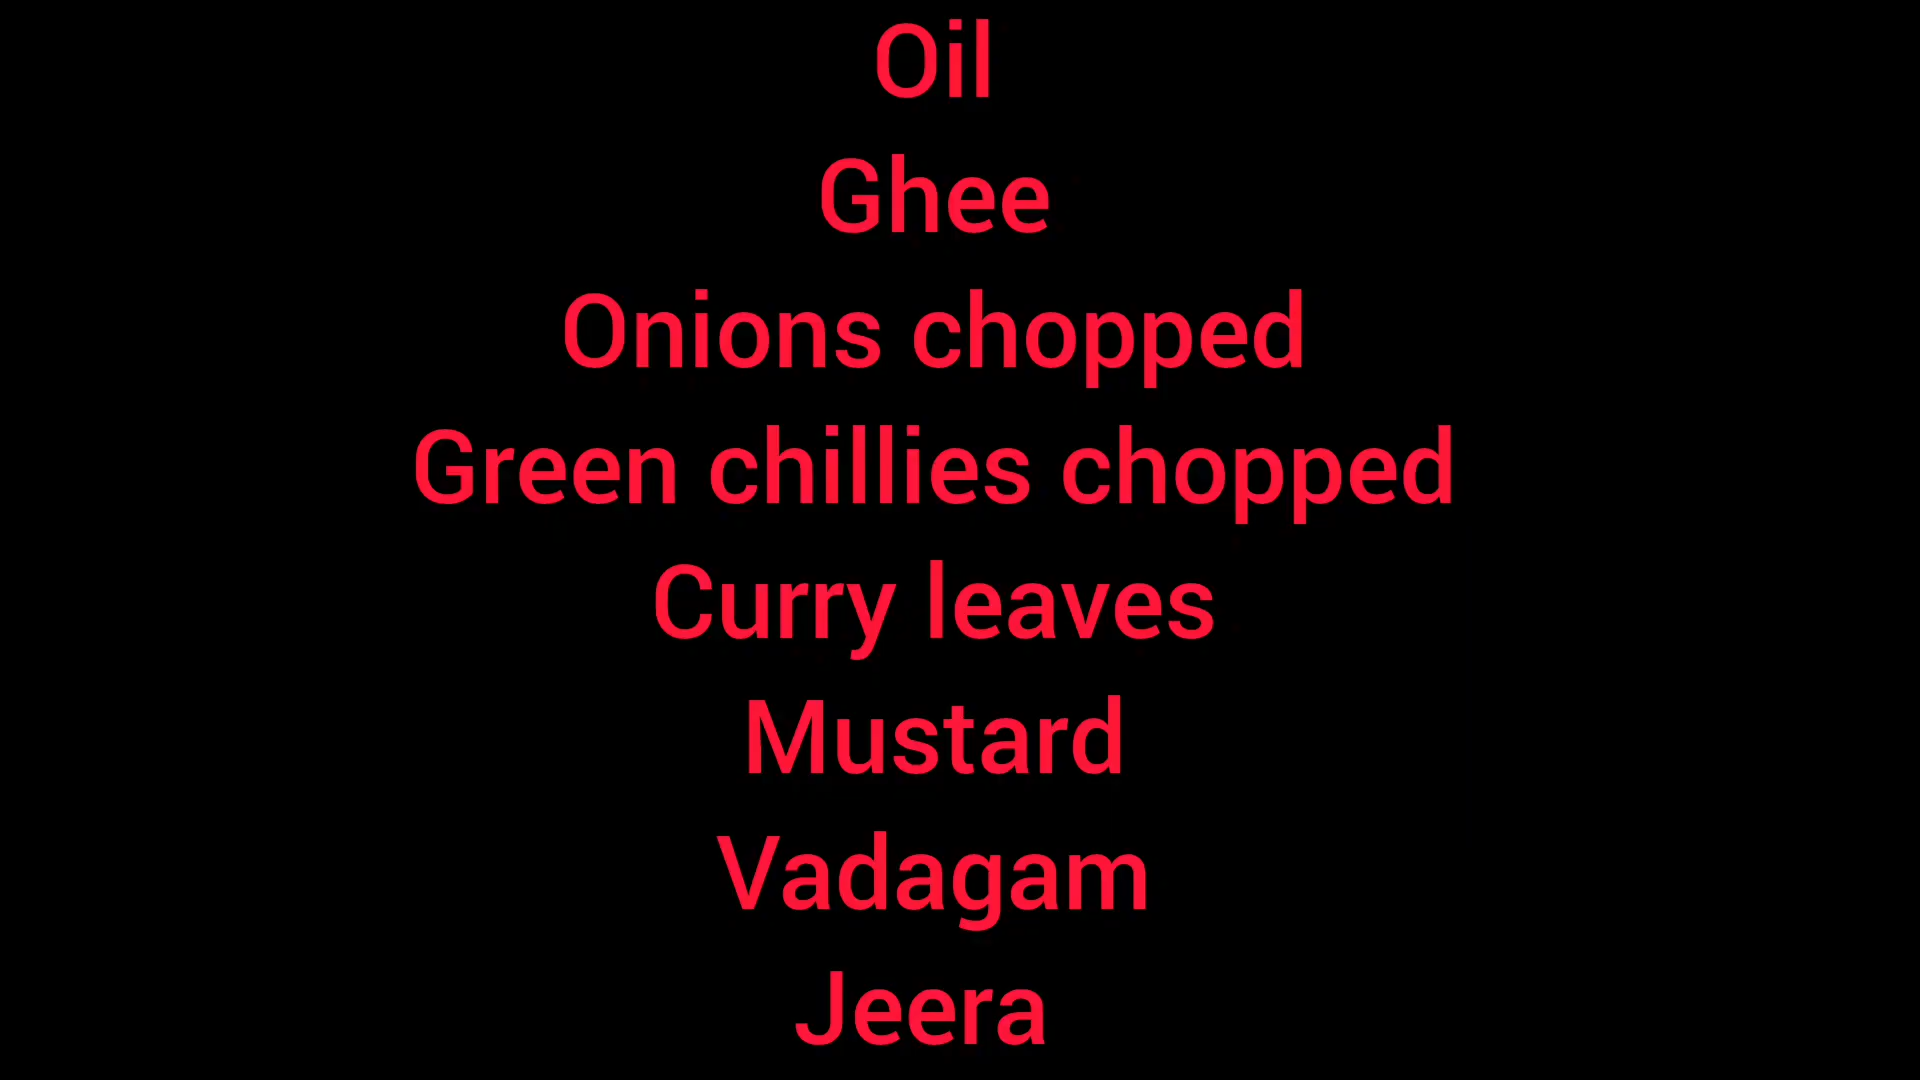 Oil
Ghee
Onions chopped
Green chillies chopped
Curry leaves
Mustard
Vadagam
Jeera